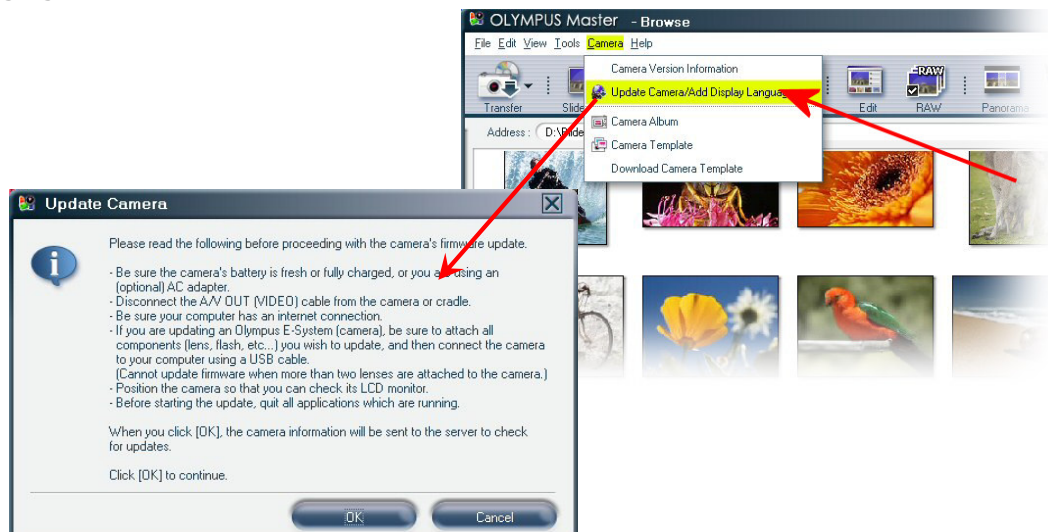 OLYMPUS Master - Browse
File Edit View Tools Camera Help
Camera Version Information
Update Camera/Add Display Language
Transfer
Edit RAW Panorama
RAW
Address : D:\
Camera Album
Camera Template
Download Camera Template
Update Camera
Please read the following before proceeding with the camera's firmware update.
- Be sure the camera's battery is fresh or fully charged, or you are using an
(optional) AC adapter.
- Disconnect the A/V OUT (VIDEO) cable from the camera or cradle.
- Be sure your computer has an internet connection.
- If you are updating an Olympus E-System (camera), be sure to attach all
components (lens, flash, etc...) you wish to update, and then connect the camera
to your computer using a USB cable.
(Cannot update firmware when more than two lenses are attached to the camera.)
- Position the camera so that you can check its LCD monitor.
- Before starting the update, quit all applications which are running.
When you click [OK], the camera information will be sent to the server to check
for updates.
Click [OK] to continue.
OK Cancel